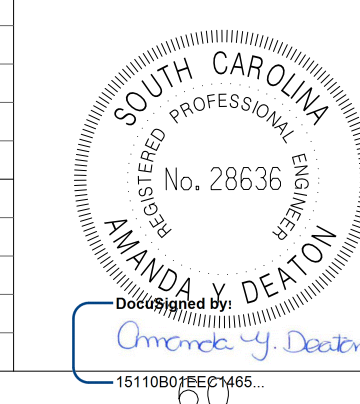 SOUTH CAROLINA
REGISTERED PROFESSIONAL ENGINEER
No. 28636
AMANDA Y DEATON
DocuSigned by:
Amanda Y. Deaton
15110B01EEC1465...